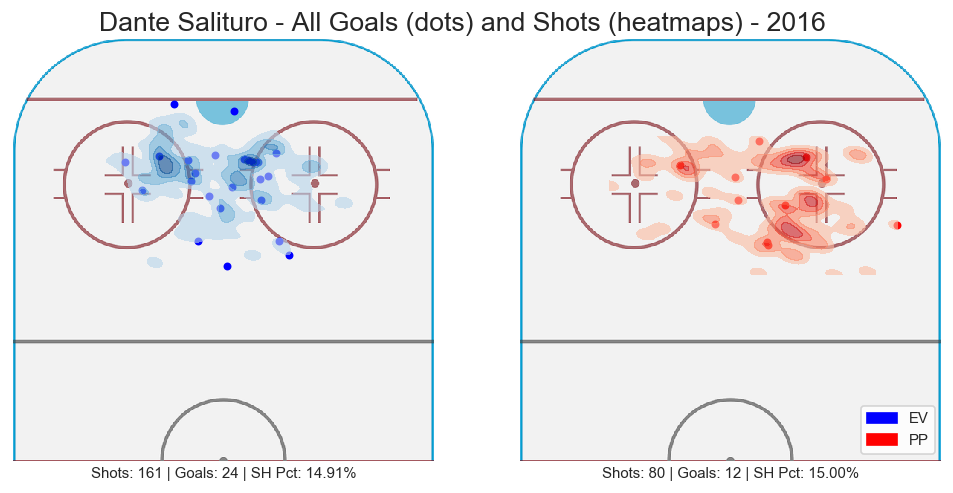 Dante Salituro - All Goals (dots) and Shots (heatmaps) - 2016
EV
PP
Shots: 161 | Goals: 24 | SH Pct: 14.91%
Shots: 80 | Goals: 12 | SH Pct: 15.00%